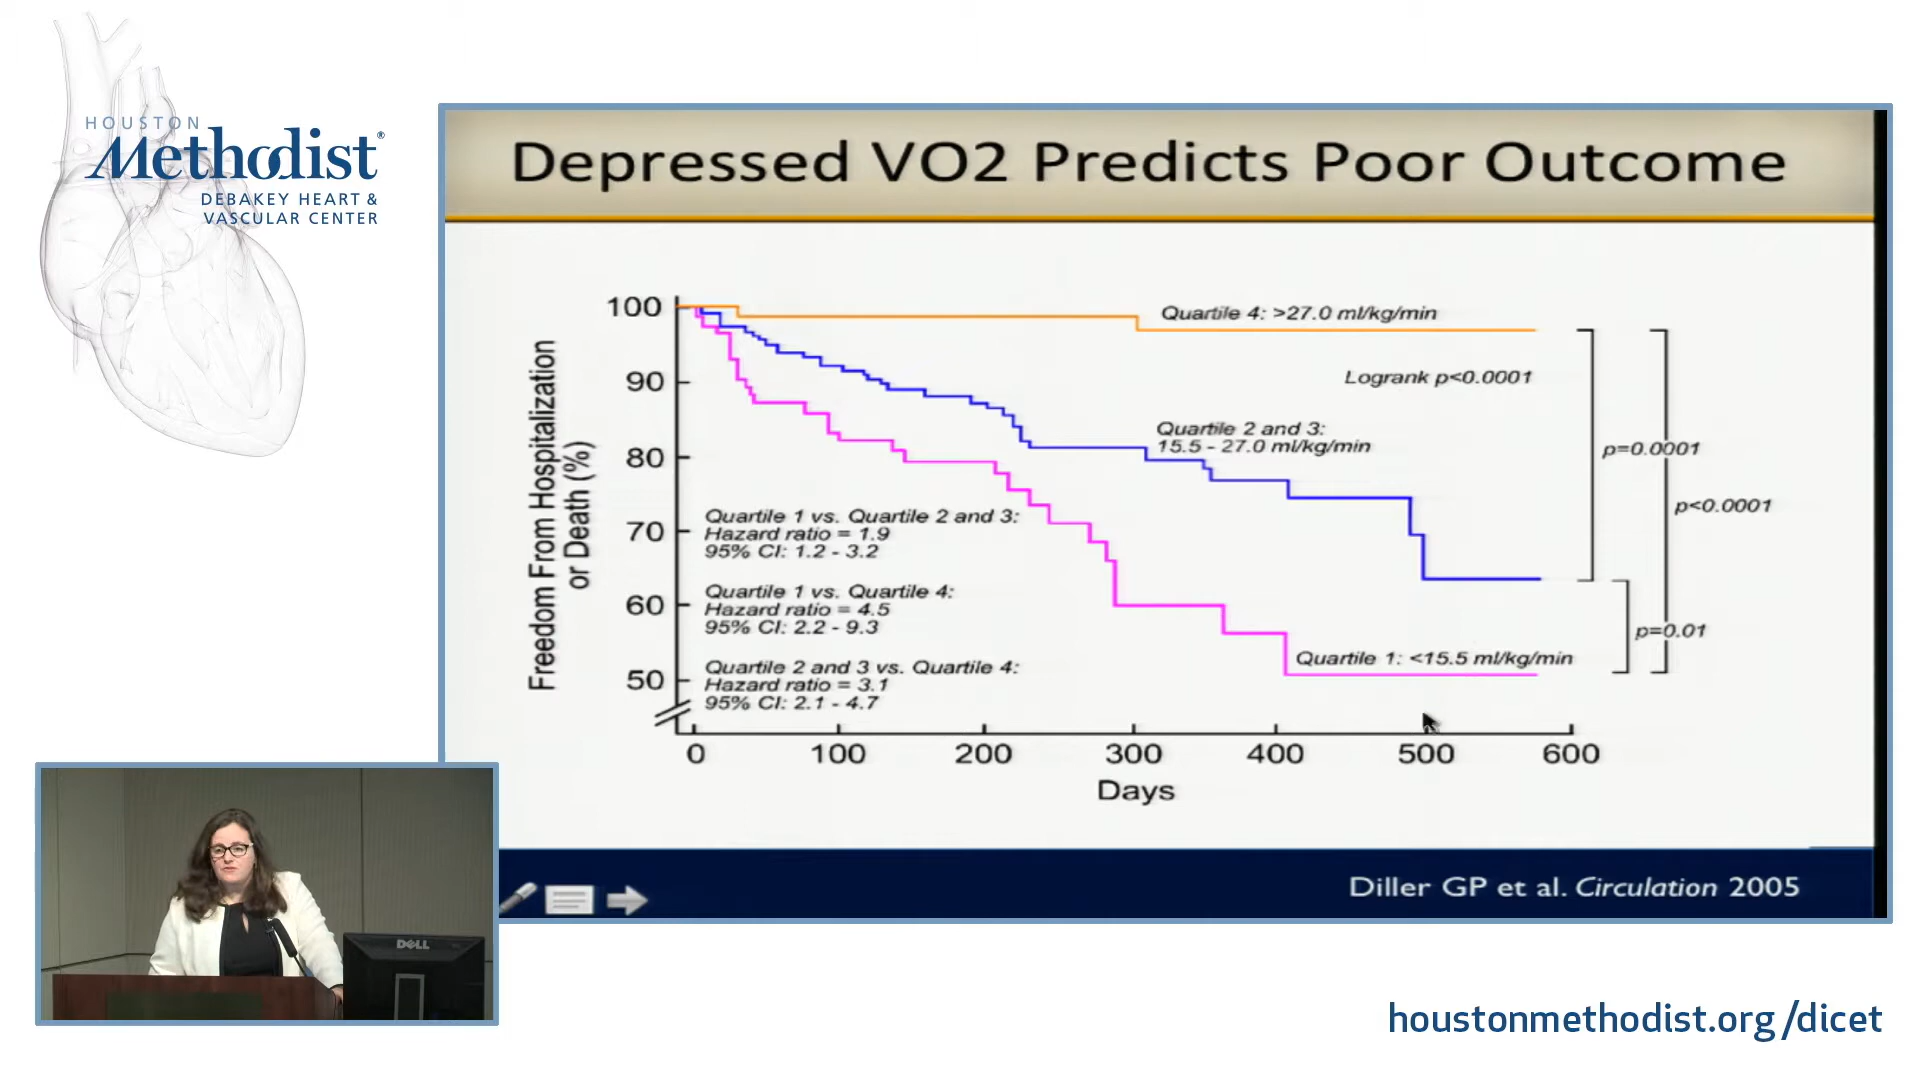 HOUSTON
Methodist®
DEBAKEY HEART &
VASCULAR CENTER
Depressed VO2 Predicts Poor Outcome
Freedom From Hospitalization
or Death (%)
100
90
80
70
60
50
Quartile 4: >27.0 ml/kg/min
Logrank p<0.0001
Quartile 2 and 3:
15.5 - 27.0 ml/kg/min
p=0.0001
p<0.0001
Quartile 1 vs. Quartile 2 and 3:
Hazard ratio = 1.9
95% CI: 1.2 - 3.2
Quartile 1 vs. Quartile 4:
Hazard ratio = 4.5
95% CI: 2.2 - 9.3
Quartile 2 and 3 vs. Quartile 4:
Hazard ratio = 3.1
95% CI: 2.1 - 4.7
p=0.01
Quartile 1: <15.5 ml/kg/min
0 100 200 300 400 500 600
Days
Diller GP et al. Circulation 2005
DELL
houstonmethodist.org/dicet